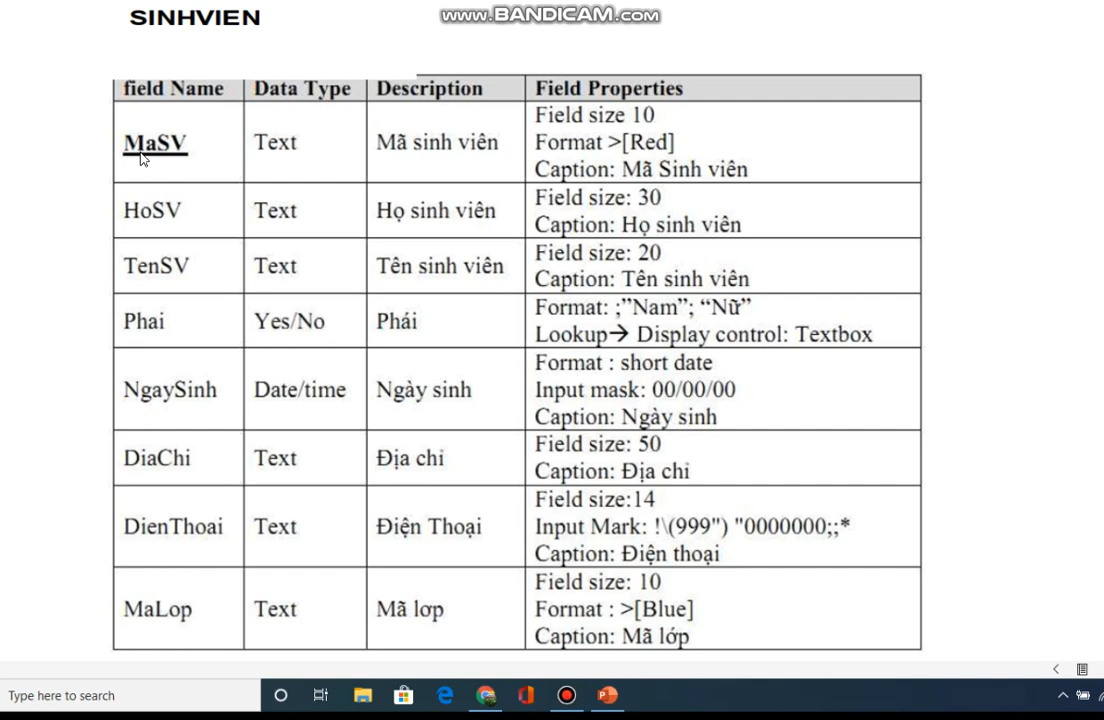 SINHVIEN
www.BANDICAM.com
field Name Data Type Description Field Properties
MaSV Text Mã sinh viên
Field size 10
Format >[Red]
Caption: Mã Sinh viên
HoSV Text Họ sinh viên
Field size: 30
Caption: Họ sinh viên
TenSV Text Tên sinh viên
Field size: 20
Caption: Tên sinh viên
Phai Yes/No Phái
Format: ;”Nam”; “Nữ”
Lookup→ Display control: Textbox
NgaySinh Date/time Ngày sinh
Format : short date
Input mask: 00/00/00
Caption: Ngày sinh
DiaChi Text Địa chỉ
Field size: 50
Caption: Địa chỉ
DienThoai Text Điện Thoại
Field size:14
Input Mark: !\(999") "0000000;;*
Caption: Điện thoại
MaLop Text Mã lơp
Field size: 10
Format : >[Blue]
Caption: Mã lớp
Type here to search